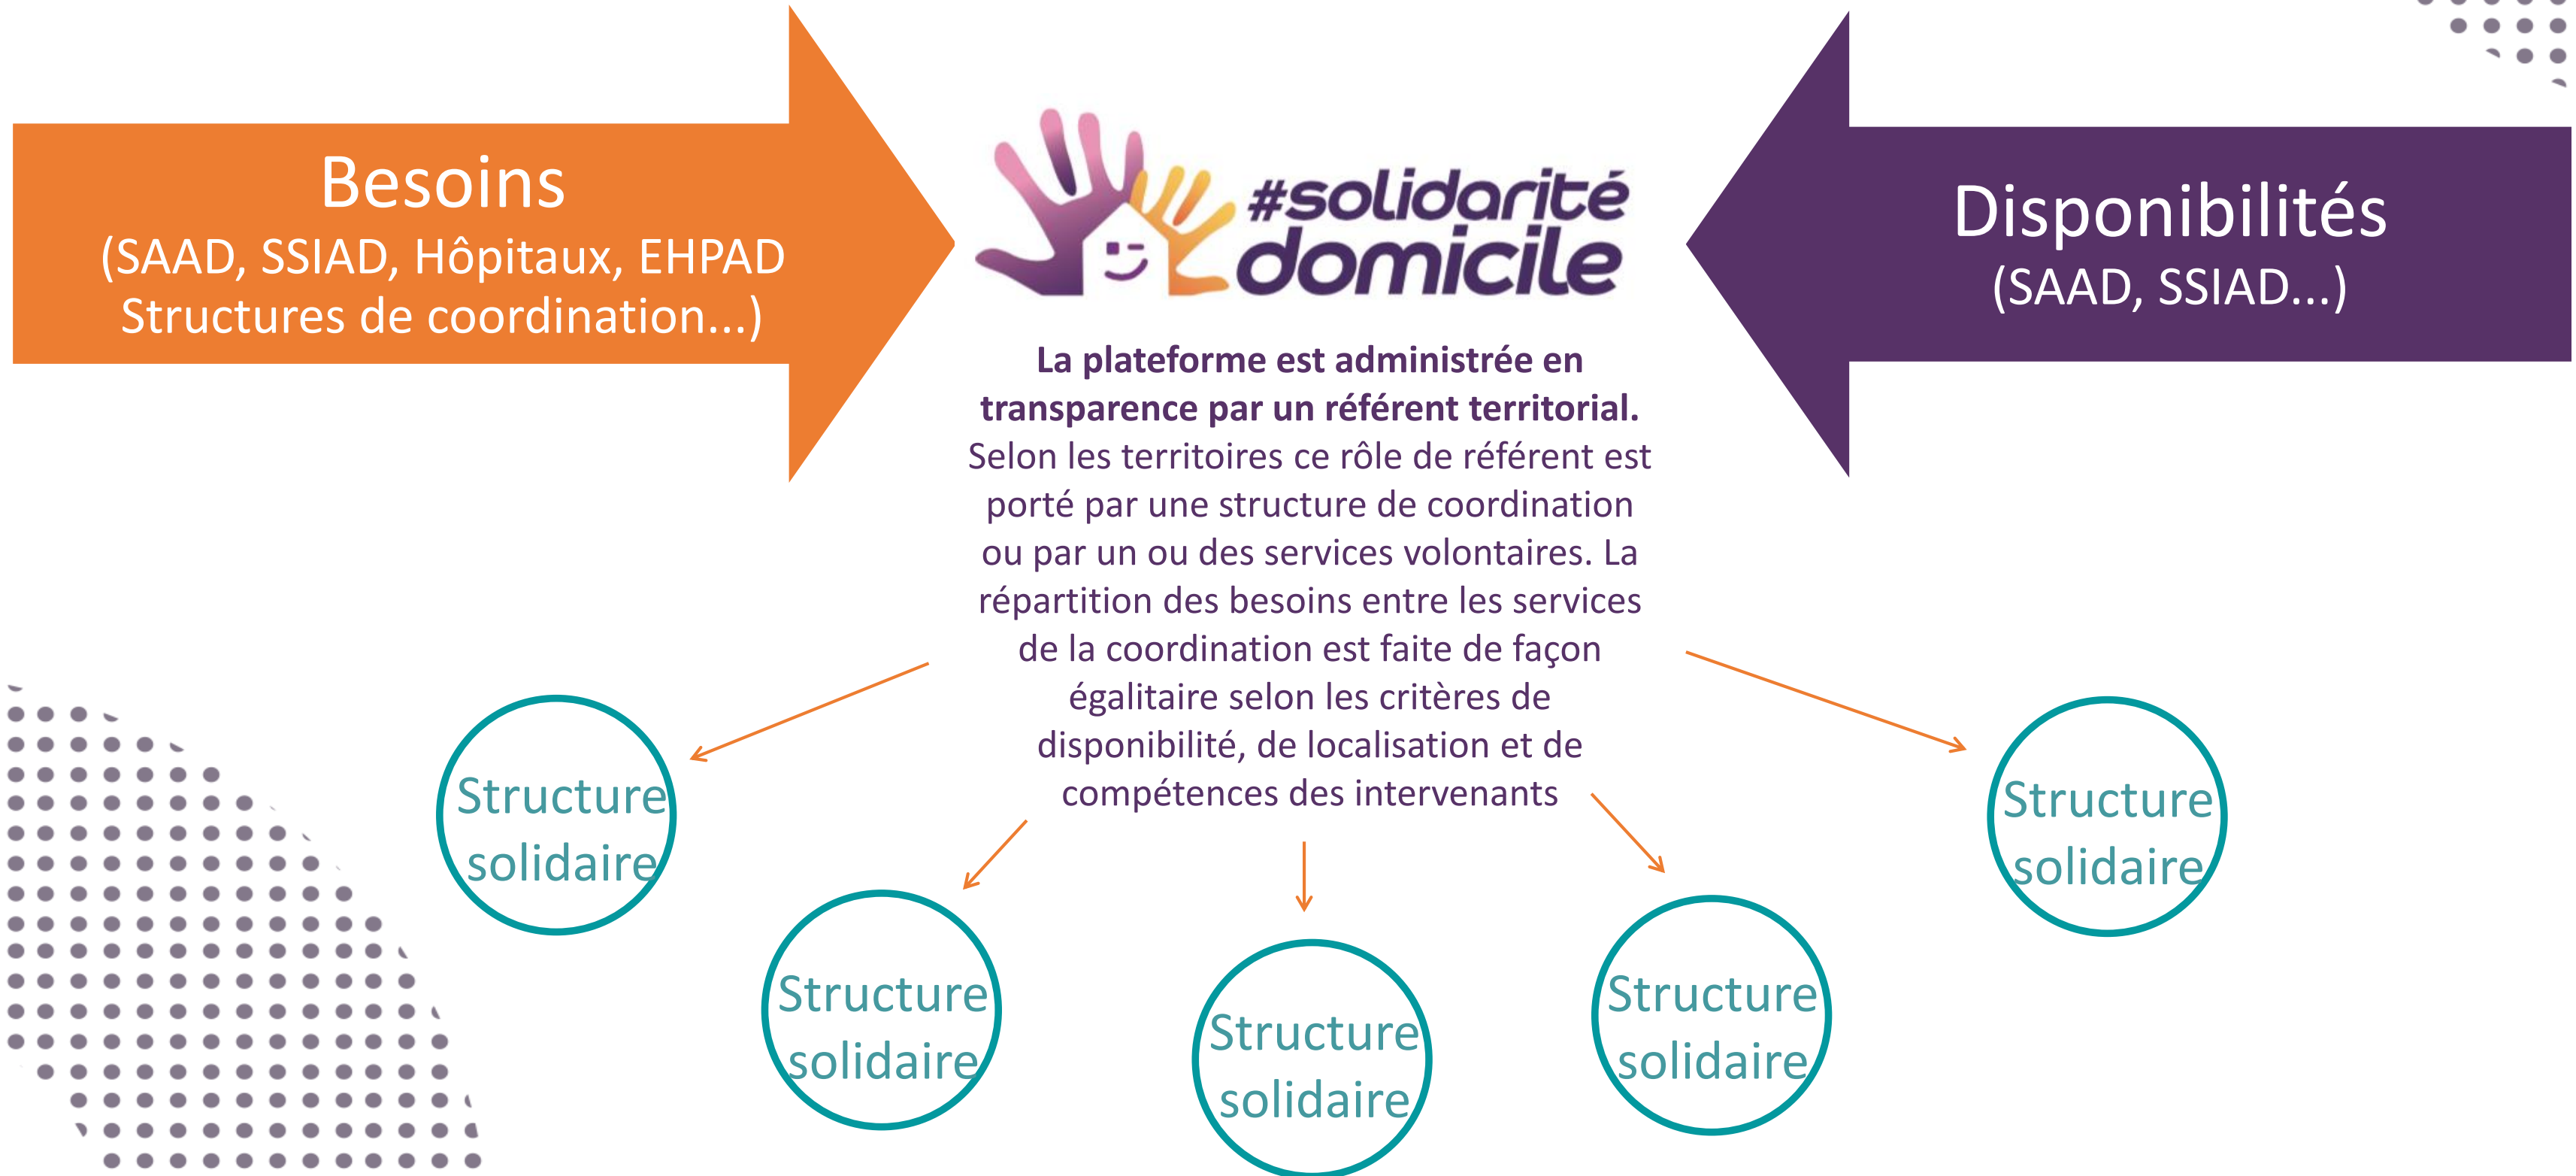 Besoins
(SAAD, SSIAD, Hôpitaux, EHPAD
Structures de coordination...)
#solidarité
domicile
Disponibilités
(SAAD, SSIAD...)
La plateforme est administrée en
transparence par un référent territorial.
Selon les territoires ce rôle de référent est
porté par une structure de coordination
ou par un ou des services volontaires. La
répartition des besoins entre les services
de la coordination est faite de façon
égalitaire selon les critères de
disponibilité, de localisation et de
compétences des intervenants
Structure
solidaire
Structure
solidaire
Structure
solidaire
Structure
solidaire
Structure
solidaire